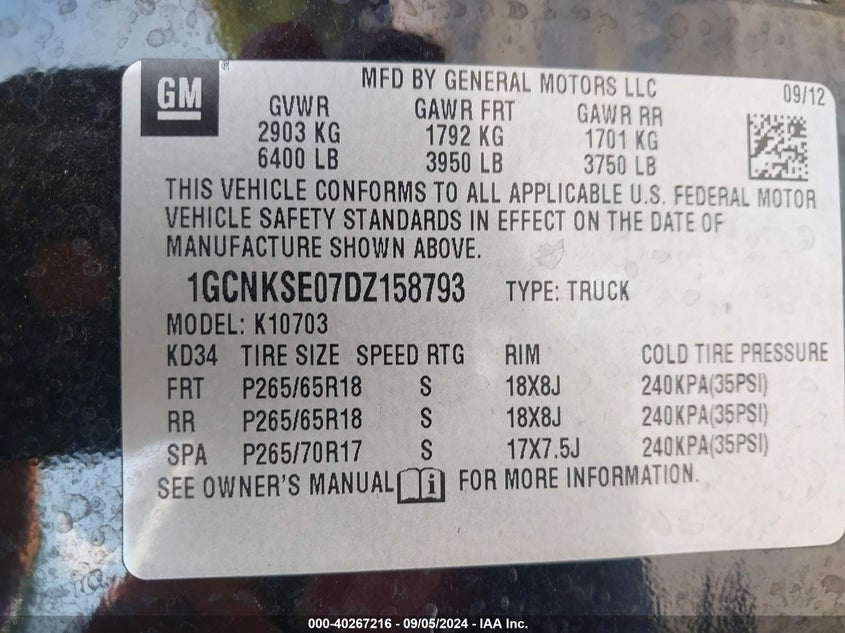 GM
MFD BY GENERAL MOTORS LLC 09/12
GVWR GAWR FRT GAWR RR
2903 KG 1792 KG 1701 KG
6400 LB 3950 LB 3750 LB
THIS VEHICLE CONFORMS TO ALL APPLICABLE U.S. FEDERAL MOTOR
VEHICLE SAFETY STANDARDS IN EFFECT ON THE DATE OF
MANUFACTURE SHOWN ABOVE.
1GCNKSE07DZ158793 TYPE: TRUCK
MODEL: K10703
KD34 TIRE SIZE SPEED RTG RIM COLD TIRE PRESSURE
FRT P265/65R18 S 18X8J 240KPA(35PSI)
RR P265/65R18 S 18X8J 240KPA(35PSI)
SPA P265/70R17 S 17X7.5J 240KPA(35PSI)
SEE OWNER'S MANUAL FOR MORE INFORMATION.
000-40267216 - 09/05/2024 - IAA Inc.